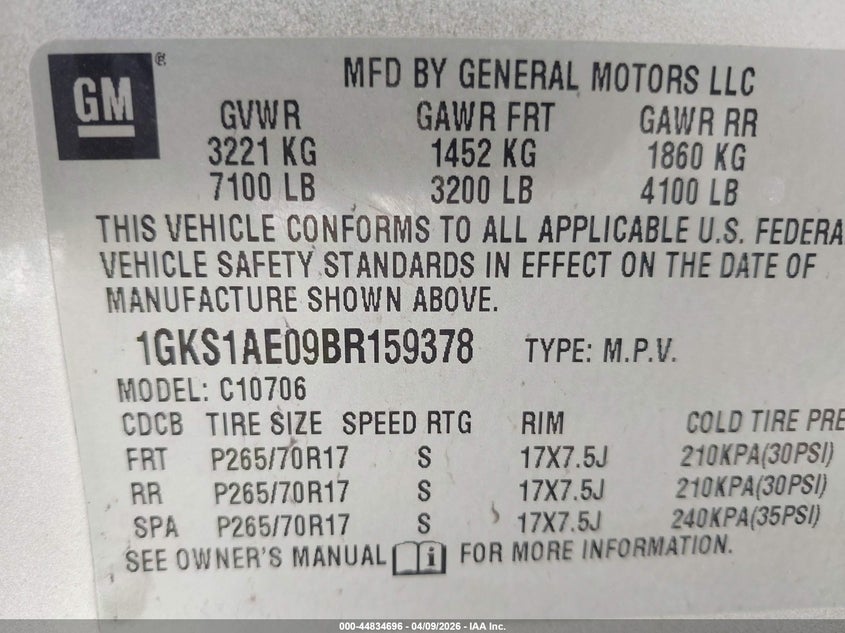 GM®
MFD BY GENERAL MOTORS LLC
GVWR GAWR FRT GAWR RR
3221 KG 1452 KG 1860 KG
7100 LB 3200 LB 4100 LB
THIS VEHICLE CONFORMS TO ALL APPLICABLE U.S. FEDERA
VEHICLE SAFETY STANDARDS IN EFFECT ON THE DATE OF
MANUFACTURE SHOWN ABOVE.
1GKS1AE09BR159378 TYPE: M.P.V.
MODEL: C10706
CDCB TIRE SIZE SPEED RTG RIM COLD TIRE PRE
FRT P265/70R17 S 17X7.5J 210KPA(30PSI)
RR P265/70R17 S 17X7.5J 210KPA(30PSI)
SPA P265/70R17 S 17X7.5J 240KPA(35PSI)
SEE OWNER'S MANUAL i FOR MORE INFORMATION.
000-44834696 - 04/09/2026 - IAA Inc.